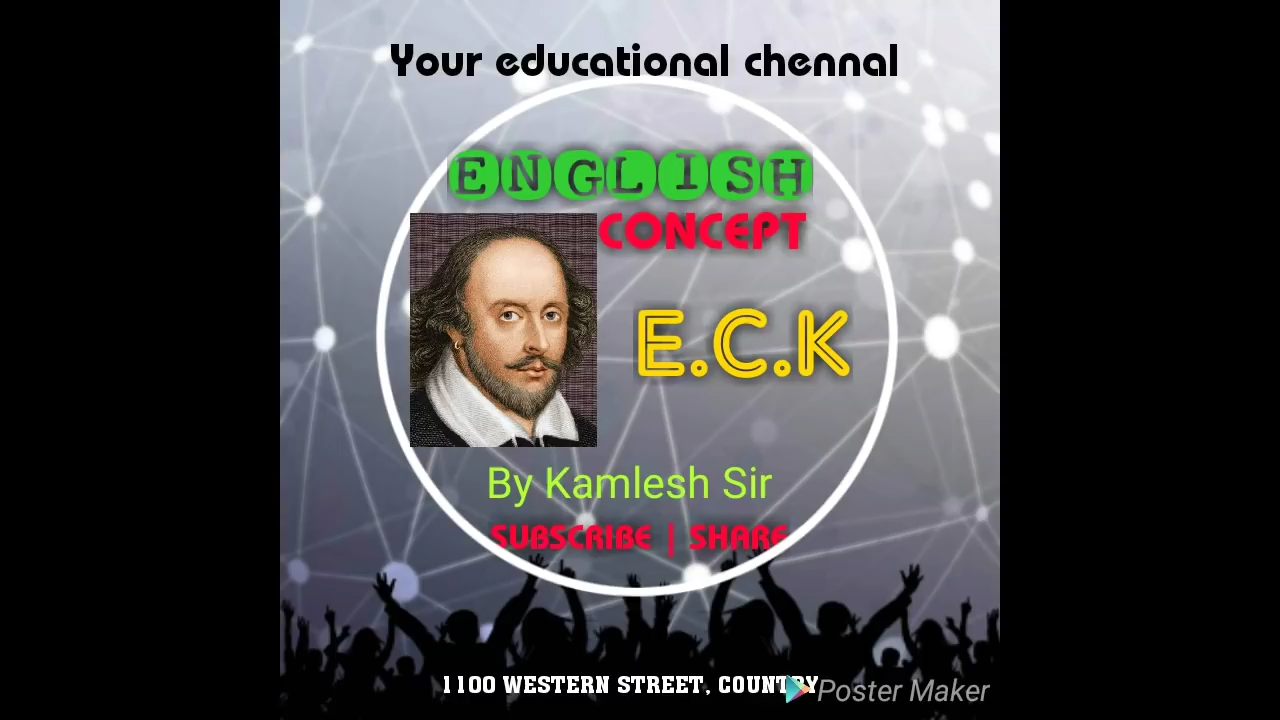 Your educational chennal
ENGLISH
CONCEPT
E.C.K
By Kamlesh Sir
SUBSCRIBE | SHARE
1100 WESTERN STREET, COUNTRY
Poster Maker